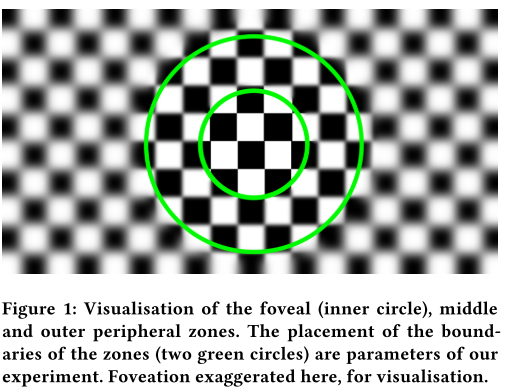 Figure 1: Visualisation of the foveal (inner circle), middle
and outer peripheral zones. The placement of the bound-
aries of the zones (two green circles) are parameters of our
experiment. Foveation exaggerated here, for visualisation.